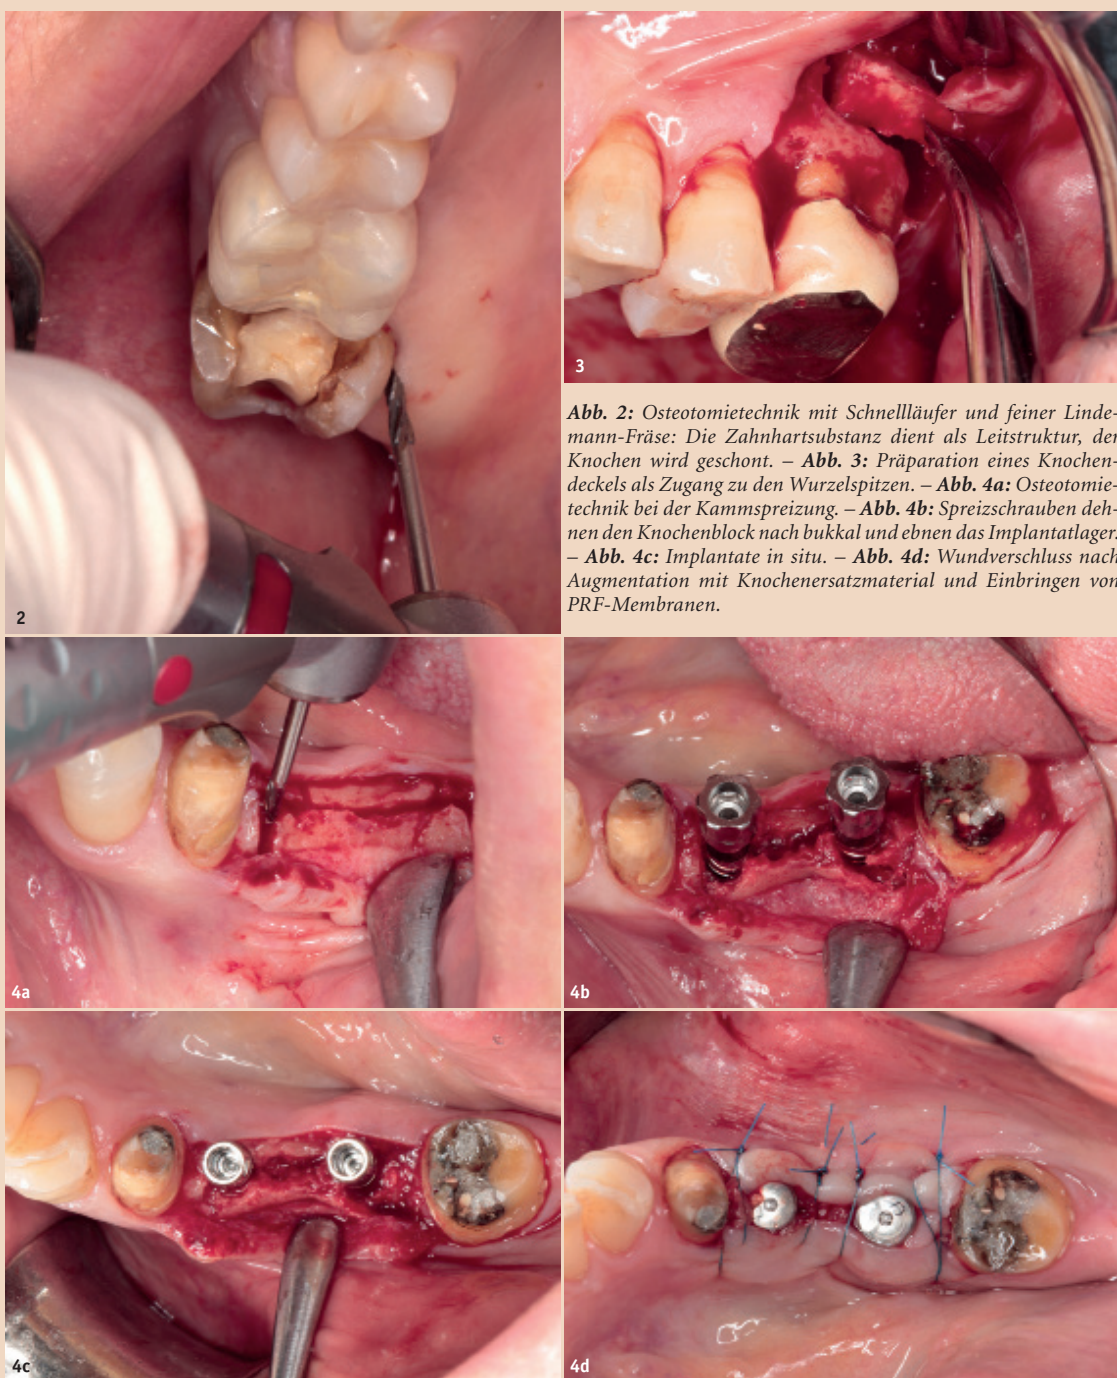 2
3
Abb. 2: Osteotomietechnik mit Schnellläufer und feiner Linde-
mann-Fräse: Die Zahnhartsubstanz dient als Leitstruktur, der
Knochen wird geschont. – Abb. 3: Präparation eines Knochen-
deckels als Zugang zu den Wurzelspitzen. – Abb. 4a: Osteotomie-
technik bei der Kammspreizung. – Abb. 4b: Spreizschrauben deh-
nen den Knochenblock nach bukkal und ebnen das Implantatlager.
– Abb. 4c: Implantate in situ. – Abb. 4d: Wundverschluss nach
Augmentation mit Knochenersatzmaterial und Einbringen von
PRF-Membranen.
4a
4b
4c
4d